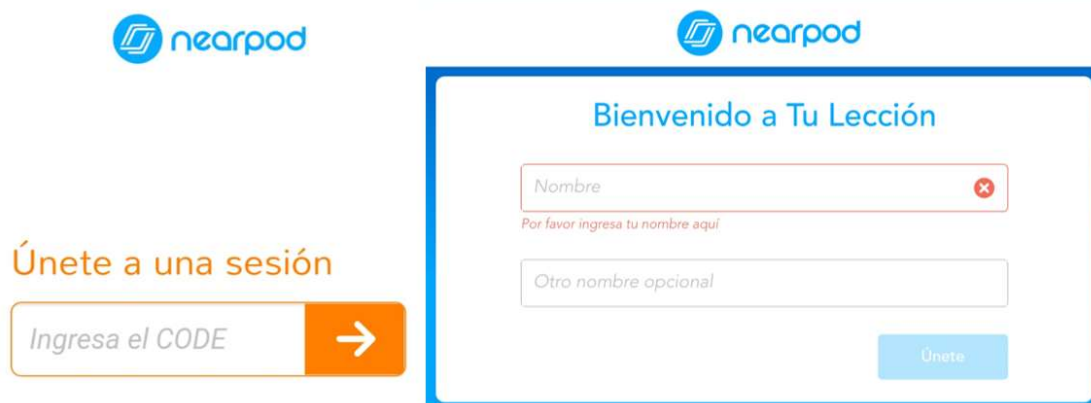 nearpod
Únete a una sesión
Ingresa el CODE
nearpod
Bienvenido a Tu Lección
Nombre
Por favor ingresa tu nombre aquí
Otro nombre opcional
Únete